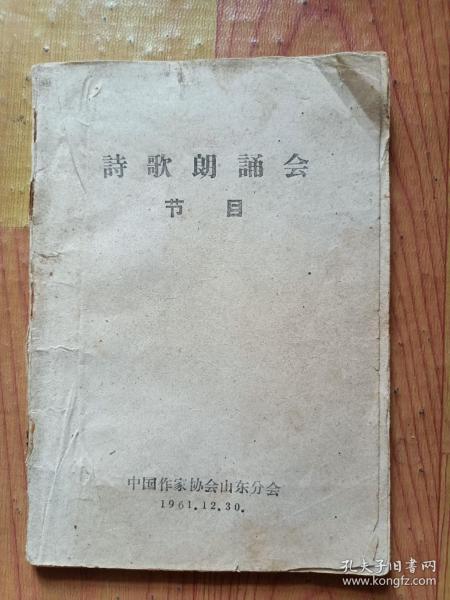 詩歌朗誦会
节目
中国作家协会山东分会
1961.12.30.
孔夫子旧书网
www.kongfz.com